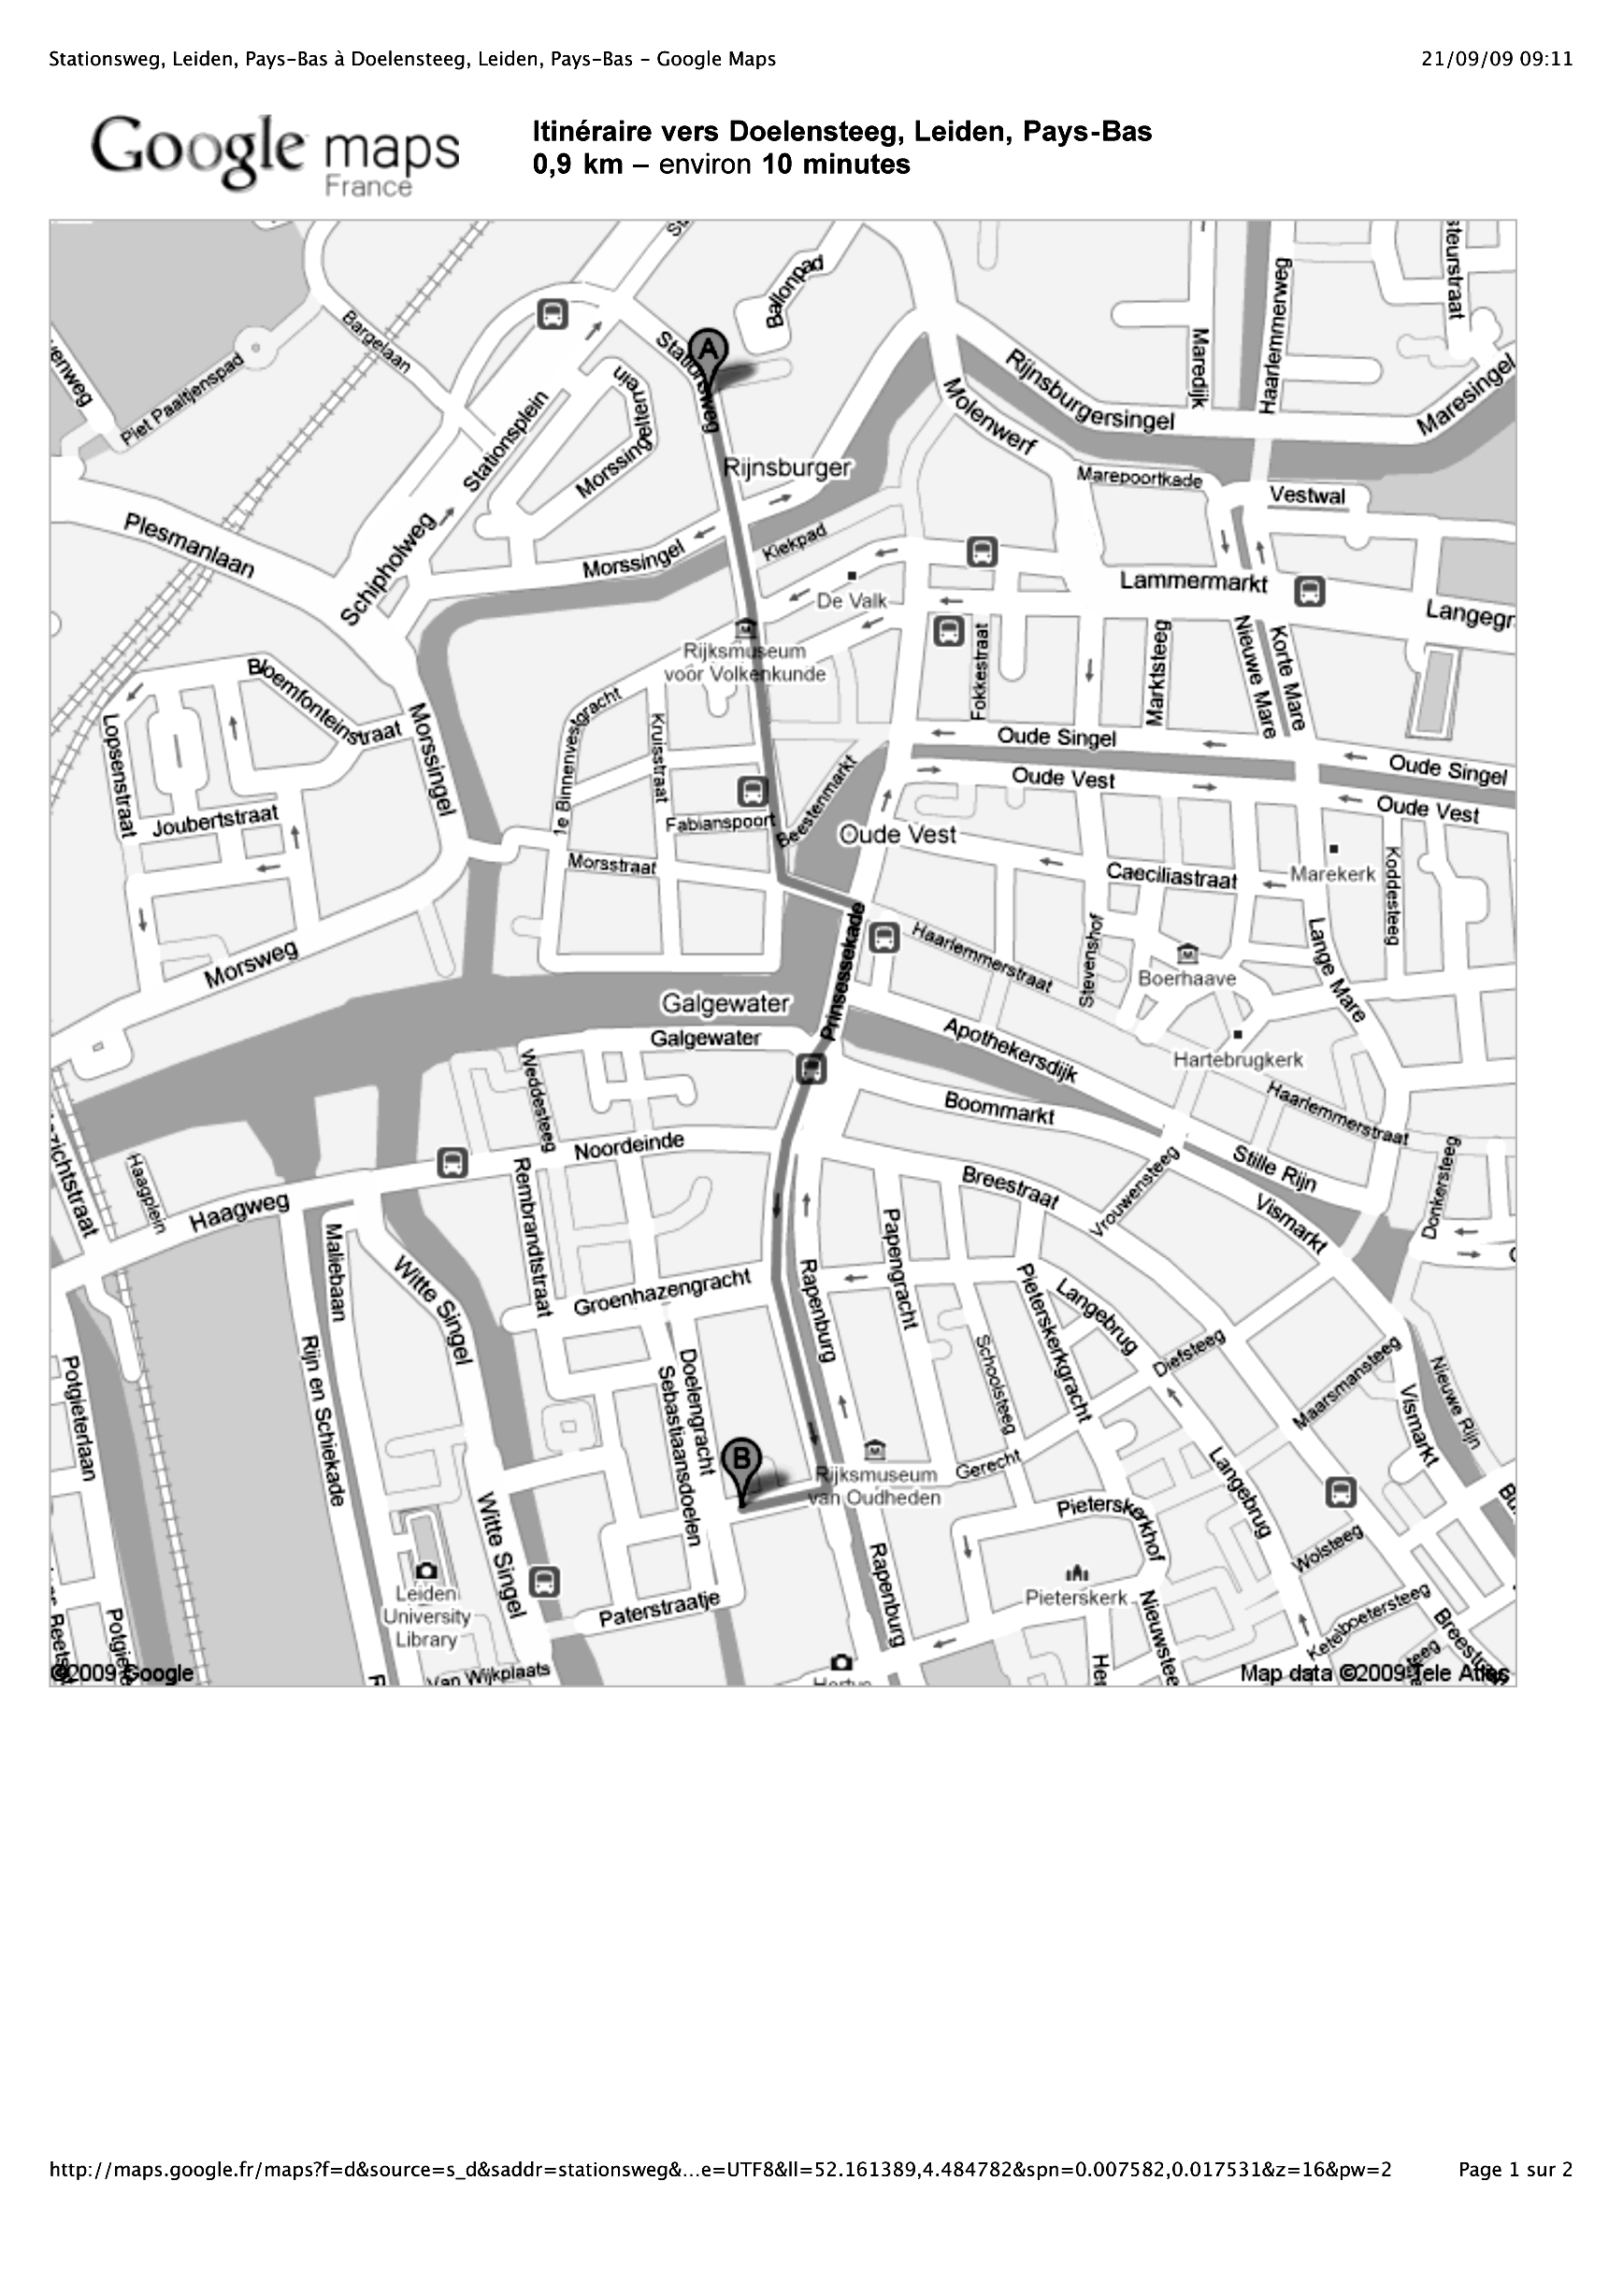 Stationsweg, Leiden, Pays-Bas à Doelensteeg, Leiden, Pays-Bas - Google Maps
21/09/09 09:11
Google maps
France
Itinéraire vers Doelensteeg, Leiden, Pays-Bas
0,9 km – environ 10 minutes
Ballonpad
Bargelaan
Piet Paaltjenspad
Stationsweg
A
Stationsplein
Morssingelterrein
Rijnsburger
Rijnsburgersingel
Molenwerf
Maredijk
Haarlemmerweg
Maresingel
Marepoortkade
Vestwal
Plesmanlaan
Schipholweg
Morssingel
Kiekpad
De Valk
Lammermarkt
Rijksmuseum
voor Volkenkunde
Fokkestraat
Marktsteeg
Nieuwe Mare
Korte Mare
Bloemfonteinstraat
Lopsenstraat
Morssingel
1e Binnenvestgracht
Kruisstraat
Oude Singel
Oude Singel
Oude Vest
Oude Vest
Joubertstraat
Fabianspoort
Beestenmarkt
Oude Vest
Morsstraat
Caeciliastraat
Marekerk
Koddesteeg
Morsweg
Prinsessekade
Haarlemmerstraat
Stevenshof
Boerhaave
Lange Mare
Galgewater
Galgewater
Apothekersdijk
Hartebrugkerk
Weddesteeg
Boommarkt
Haarlemmerstraat
Noordeinde
Haagplein
Haagweg
Rembrandtstraat
Breestraat
Vrouwensteeg
Stille Rijn
Vismarkt
Donkersteeg
Maliebaan
Witte Singel
Papengracht
Rapenburg
Groenhazengracht
Pieterskerkgracht
Langebrug
Diefsteeg
Rijn en Schiekade
Potgieterlaan
Doelengracht
Sebastiaansdoelen
Schoolsteeg
Maarsmansteeg
Vismarkt
Nieuwe Rijn
B
Rijksmuseum
van Oudheden
Gerecht
Langebrug
Witte Singel
Pieterskerkhof
Rapenburg
Wolsteeg
Leiden
University
Library
Paterstraatje
Pieterskerk
Nieuwstee
Ketelboetersteeg
Van Wijkplaats
©2009 Google
Map data ©2009 Tele Atlas
http://maps.google.fr/maps?f=d&source=s_d&saddr=stationsweg&…e=UTF8&ll=52.161389,4.484782&spn=0.007582,0.017531&z=16&pw=2
Page 1 sur 2